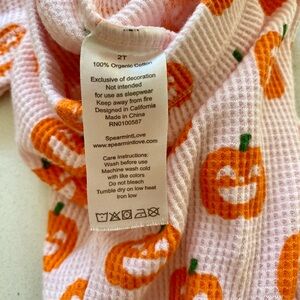 2T
100% Organic Cotton
Exclusive of decoration
Not intended
for use as sleepwear
Keep away from fire
Designed in California
Made in China
RN0100587
SpearmintLove
spearmintlove.com
Care Instructions:
Wash before use
Machine wash cold
with like colors
Do not bleach
Tumble dry on low heat
Iron low